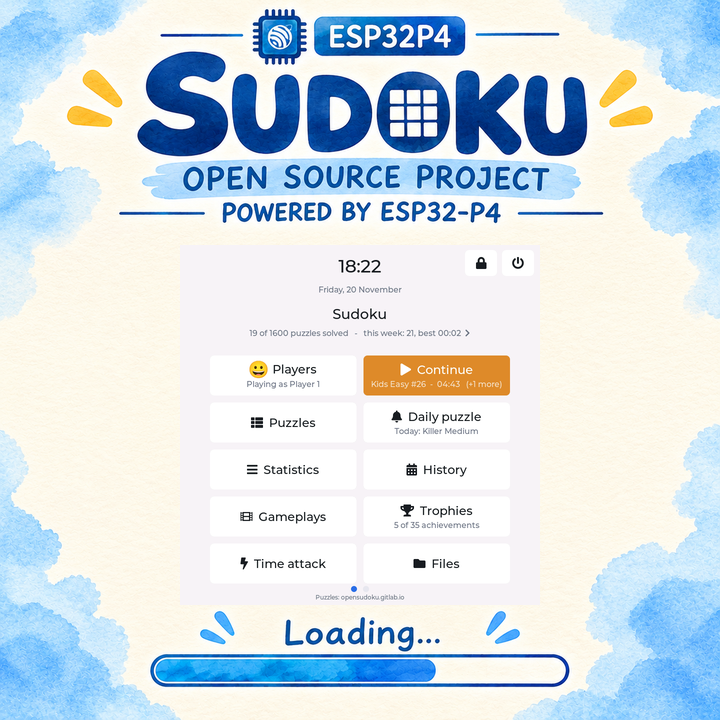 ESP32P4
SUDOKU
OPEN SOURCE PROJECT
POWERED BY ESP32-P4
18:22
Friday, 20 November
Sudoku
19 of 1600 puzzles solved - this week: 21, best 00:02
Players
Playing as Player 1
Continue
Kids Easy #26 - 04:43 (+1 more)
Puzzles
Daily puzzle
Today: Killer Medium
Statistics
History
Gameplays
Trophies
5 of 35 achievements
Time attack
Files
Puzzles: opensudoku.gitlab.io
Loading...